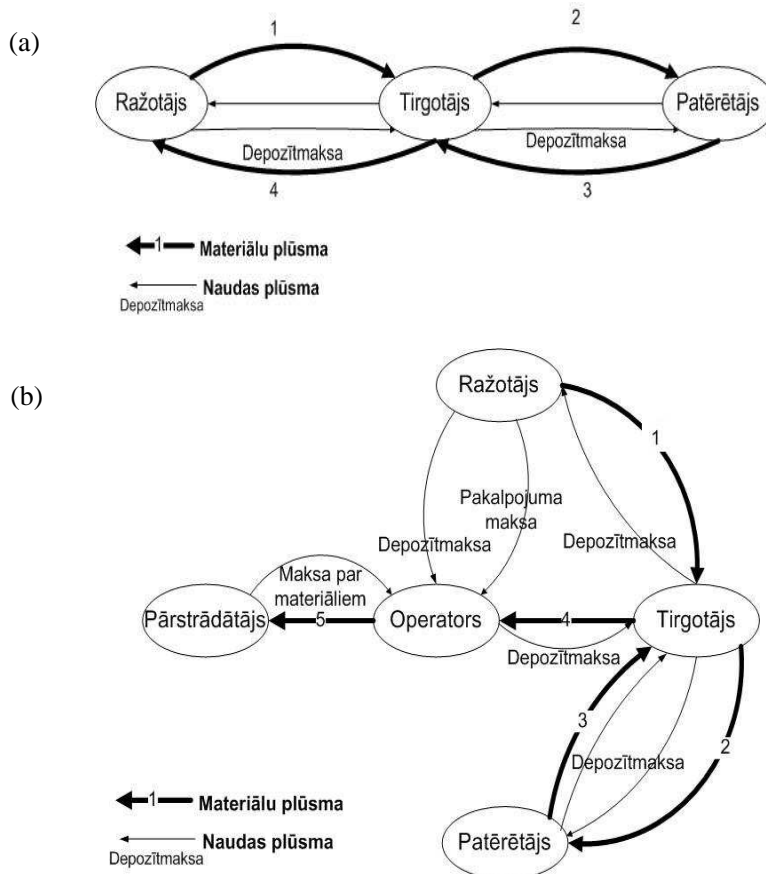 (a)
1
2
Ražotājs
Tirgotājs
Patērētājs
Depozītmaksa
Depozītmaksa
4
3
1
Materiālu plūsma
Naudas plūsma
Depozītmaksa
(b)
Ražotājs
1
Pakalpojuma
maksa
Depozītmaksa
Depozītmaksa
Maksa par
materiāliem
Pārstrādātājs
5
Operators
4
Tirgotājs
Depozītmaksa
3
2
Depozītmaksa
1
Materiālu plūsma
Patērētājs
Naudas plūsma
Depozītmaksa